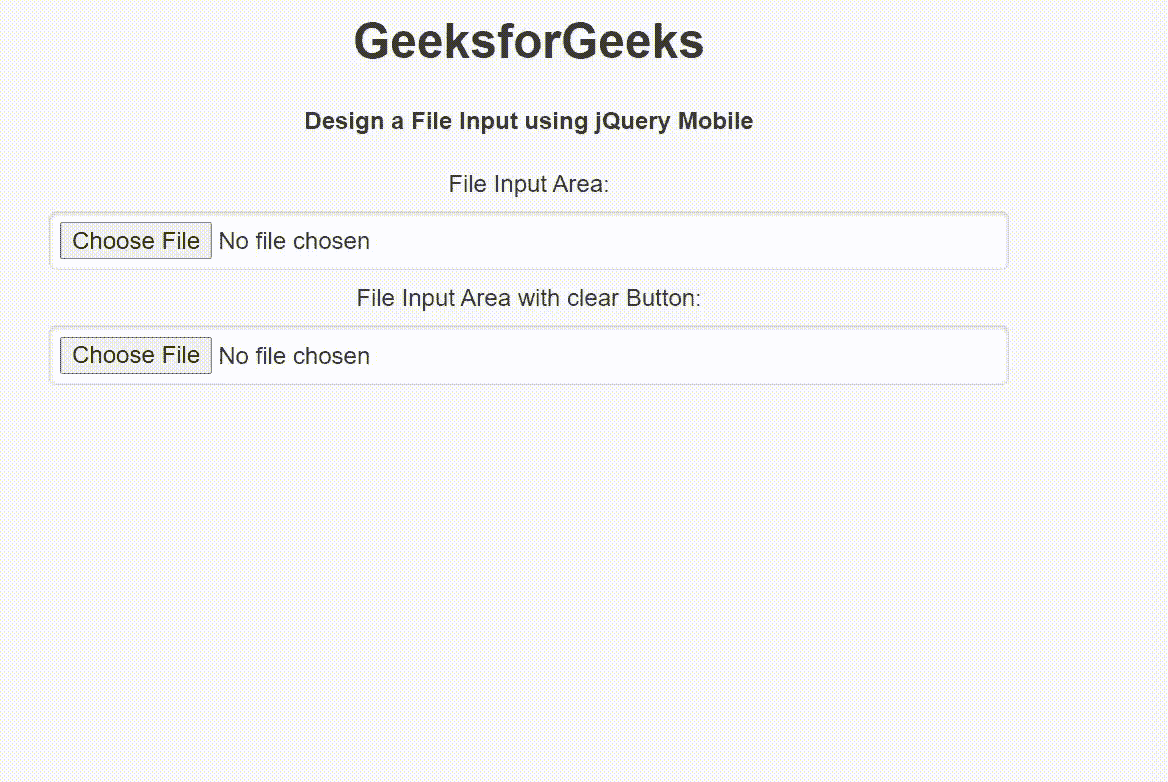 GeeksforGeeks
Design a File Input using jQuery Mobile
File Input Area:
Choose File No file chosen
File Input Area with clear Button:
Choose File No file chosen